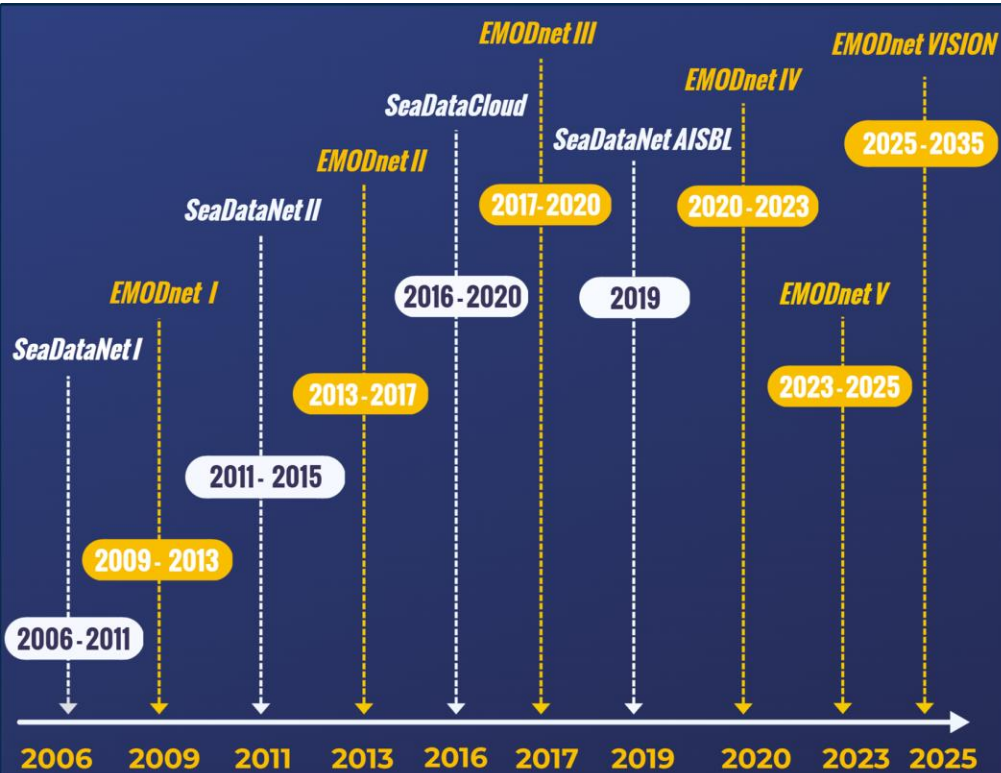 EMODnet III
EMODnet VISION
EMODnet IV
SeaDataCloud
2025 - 2035
SeaDataNet AISBL
EMODnet II
2017-2020
2020-2023
SeaDataNet II
EMODnet I
2016 - 2020
2019
EMODnet V
SeaDataNet I
2013 - 2017
2023 - 2025
2011 - 2015
2009 - 2013
2006 - 2011
2006 2009 2011 2013 2016 2017 2019 2020 2023 2025